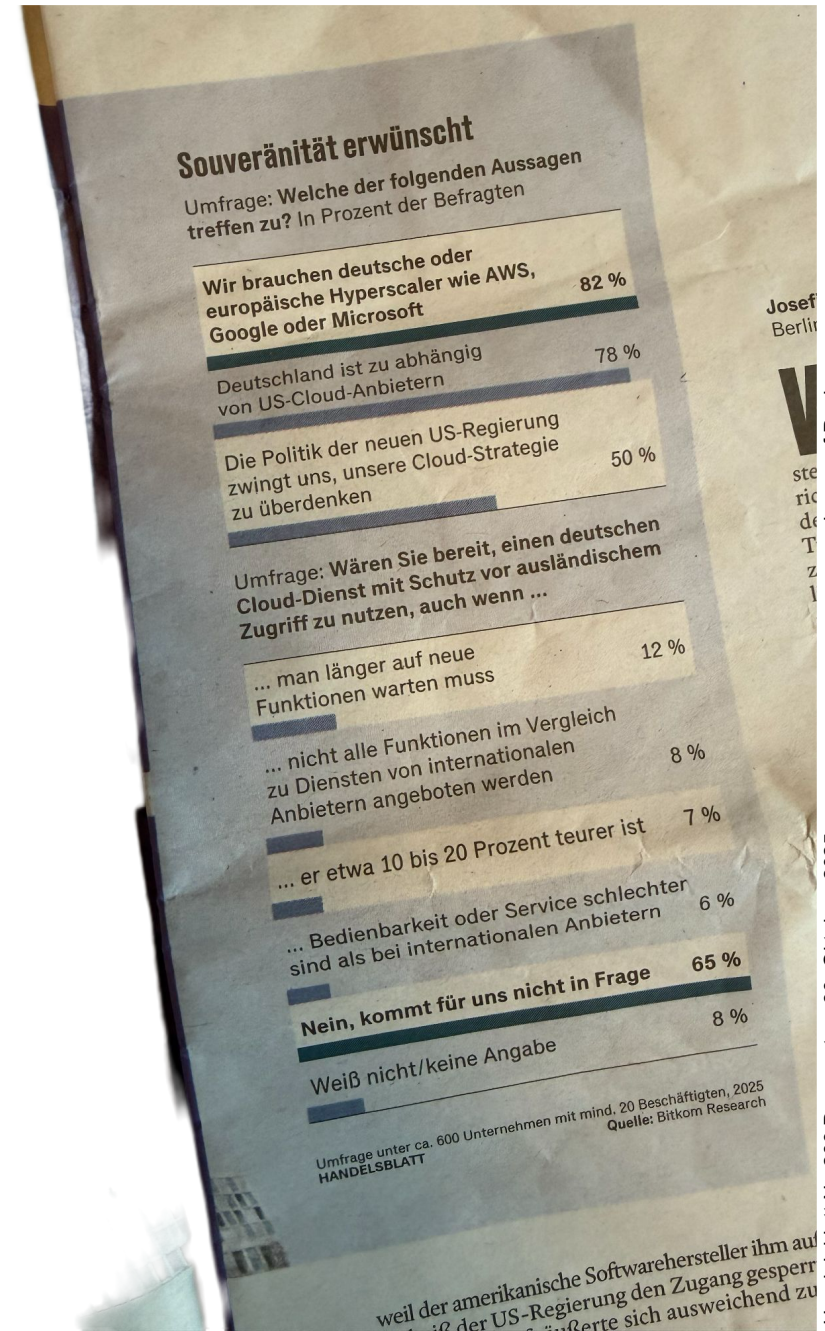 Souveränität erwünscht
Umfrage: Welche der folgenden Aussagen
treffen zu? In Prozent der Befragten
Wir brauchen deutsche oder
europäische Hyperscaler wie AWS,
Google oder Microsoft
82 %
Deutschland ist zu abhängig
von US-Cloud-Anbietern
78 %
Die Politik der neuen US-Regierung
zwingt uns, unsere Cloud-Strategie
zu überdenken
50 %
Umfrage: Wären Sie bereit, einen deutschen
Cloud-Dienst mit Schutz vor ausländischem
Zugriff zu nutzen, auch wenn ...
... man länger auf neue
Funktionen warten muss
12 %
... nicht alle Funktionen im Vergleich
zu Diensten von internationalen
Anbietern angeboten werden
8 %
... er etwa 10 bis 20 Prozent teurer ist
7 %
... Bedienbarkeit oder Service schlechter
sind als bei internationalen Anbietern
6 %
Nein, kommt für uns nicht in Frage
65 %
Weiß nicht/keine Angabe
8 %
Umfrage unter ca. 600 Unternehmen mit mind. 20 Beschäftigten, 2025
HANDELSBLATT
Quelle: Bitkom Research
Josef
Berlin
weil der amerikanische Softwarehersteller ihm auf
der US-Regierung den Zugang gesperr
sich ausweichend zu